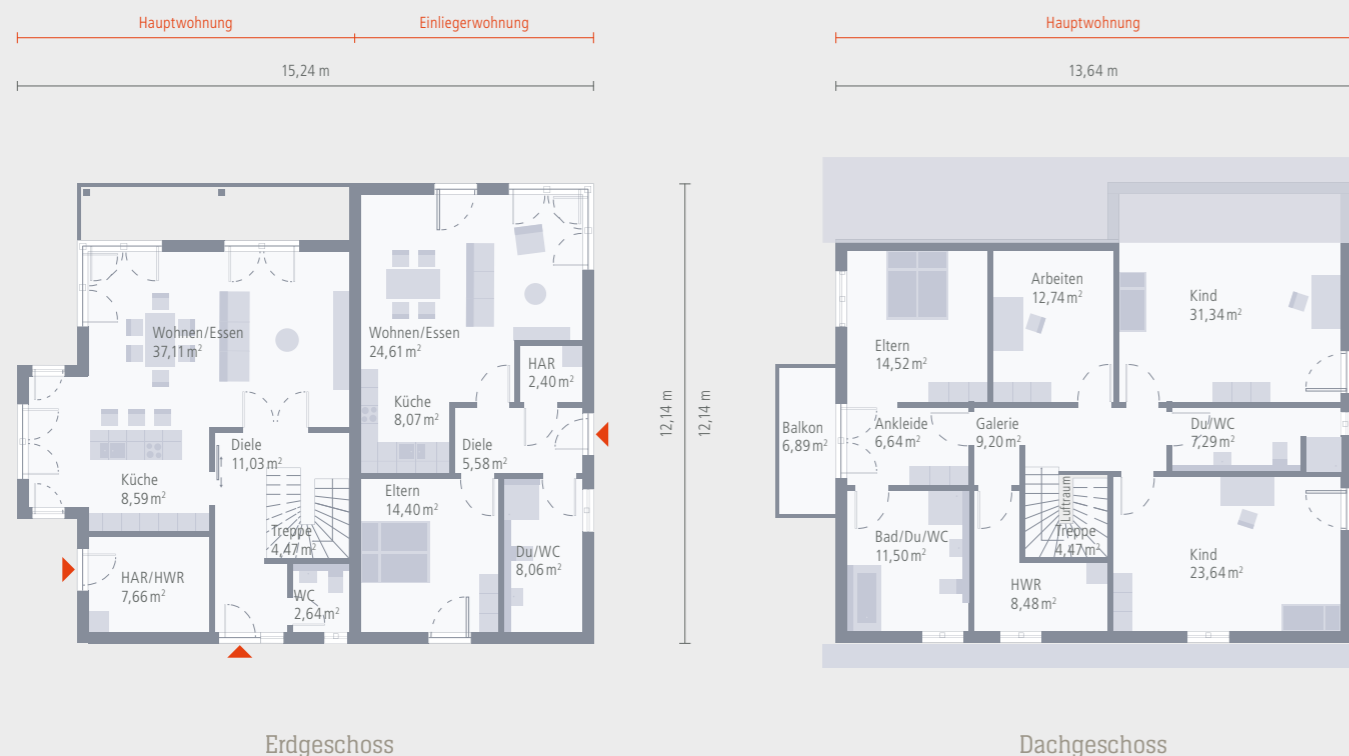 Hauptwohnung
Einliegerwohnung
15,24 m
Wohnen/Essen
37,11 m²
Küche
8,59 m²
Diele
11,03 m²
Treppe
4,47 m²
HAR/HWR
7,66 m²
WC
2,64 m²
Wohnen/Essen
24,61 m²
HAR
2,40 m²
Küche
8,07 m²
Diele
5,58 m²
Eltern
14,40 m²
Du/WC
8,06 m²
12,14 m
12,14 m
Erdgeschoss
Hauptwohnung
13,64 m
Eltern
14,52 m²
Arbeiten
12,74 m²
Kind
31,34 m²
Balkon
6,89 m²
Ankleide
6,64 m²
Galerie
9,20 m²
Du/WC
7,29 m²
Bad/Du/WC
11,50 m²
Luftraum
Treppe
4,47 m²
HWR
8,48 m²
Kind
23,64 m²
Dachgeschoss